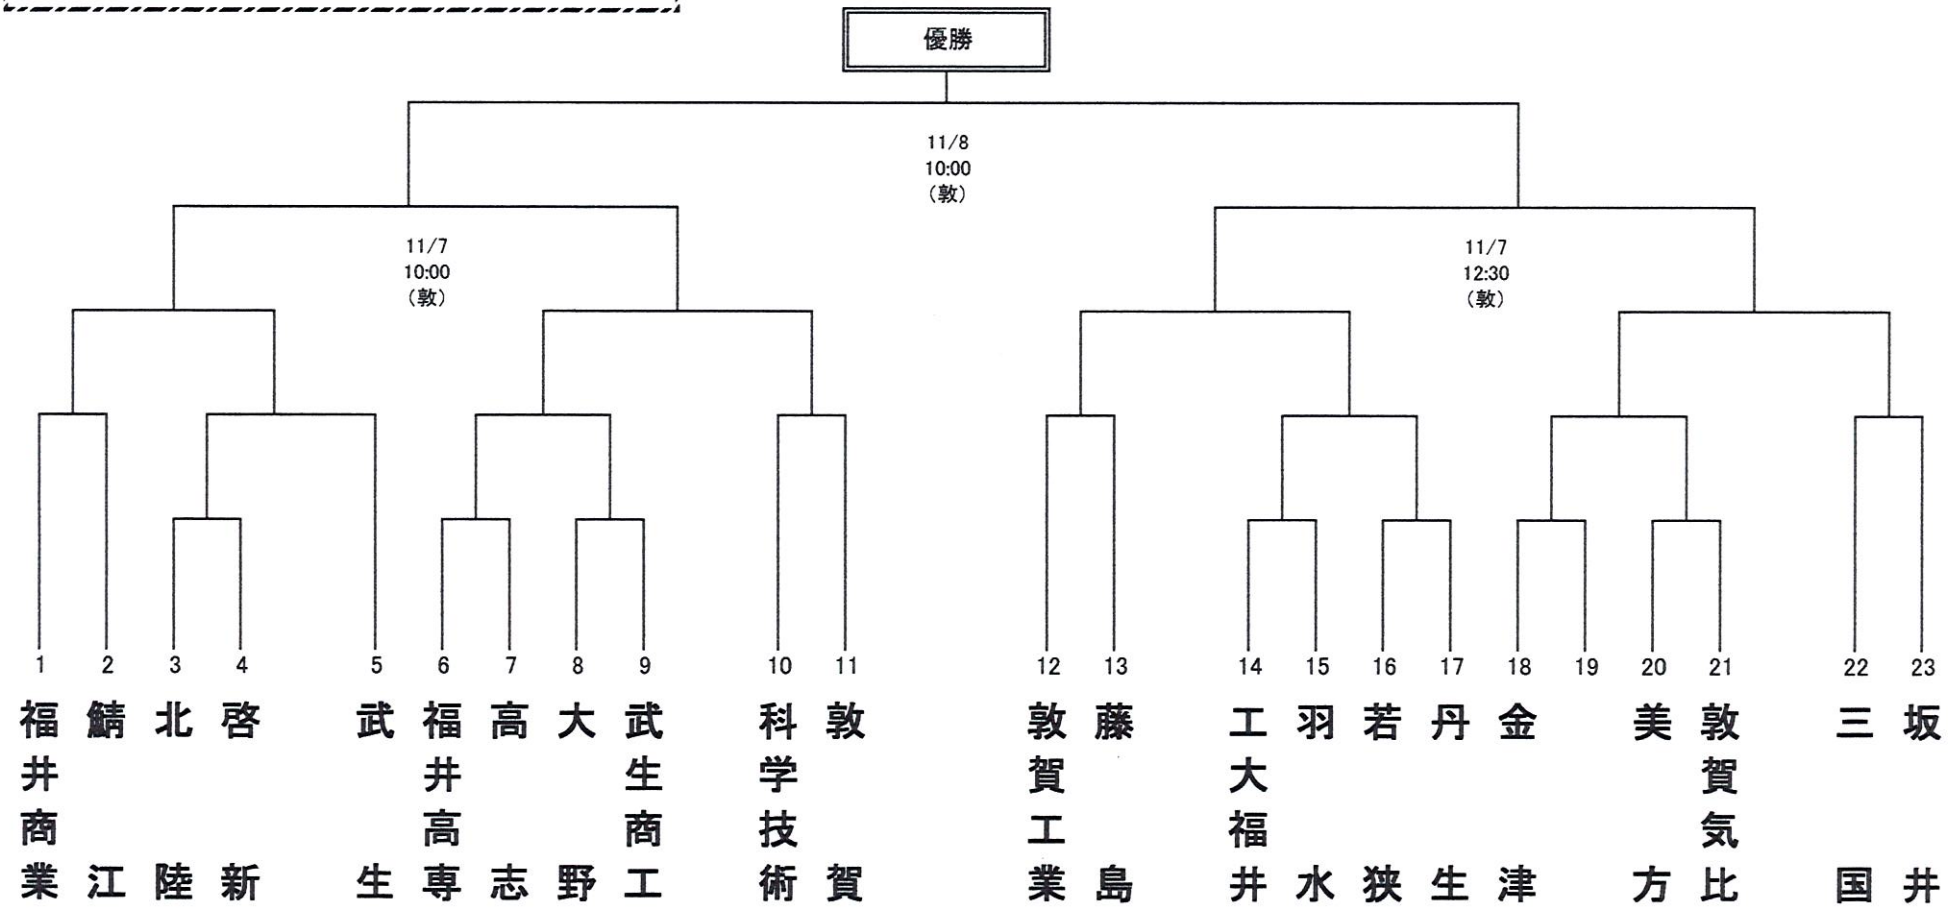 優勝
11/8
10:00
（敦）
11/7
10:00
（敦）
11/7
12:30
（敦）
1 2 3 4 5 6 7 8 9 10 11 12 13 14 15 16 17 18 19 20 21 22 23
福井商業
鯖江
北陸
啓新
武生
福井高専
高志
大野
武生商工
科学技術
敦賀
敦賀工業
藤島
工大福井
羽水
若狭
丹生
金津
美方
敦賀気比
三国
坂井